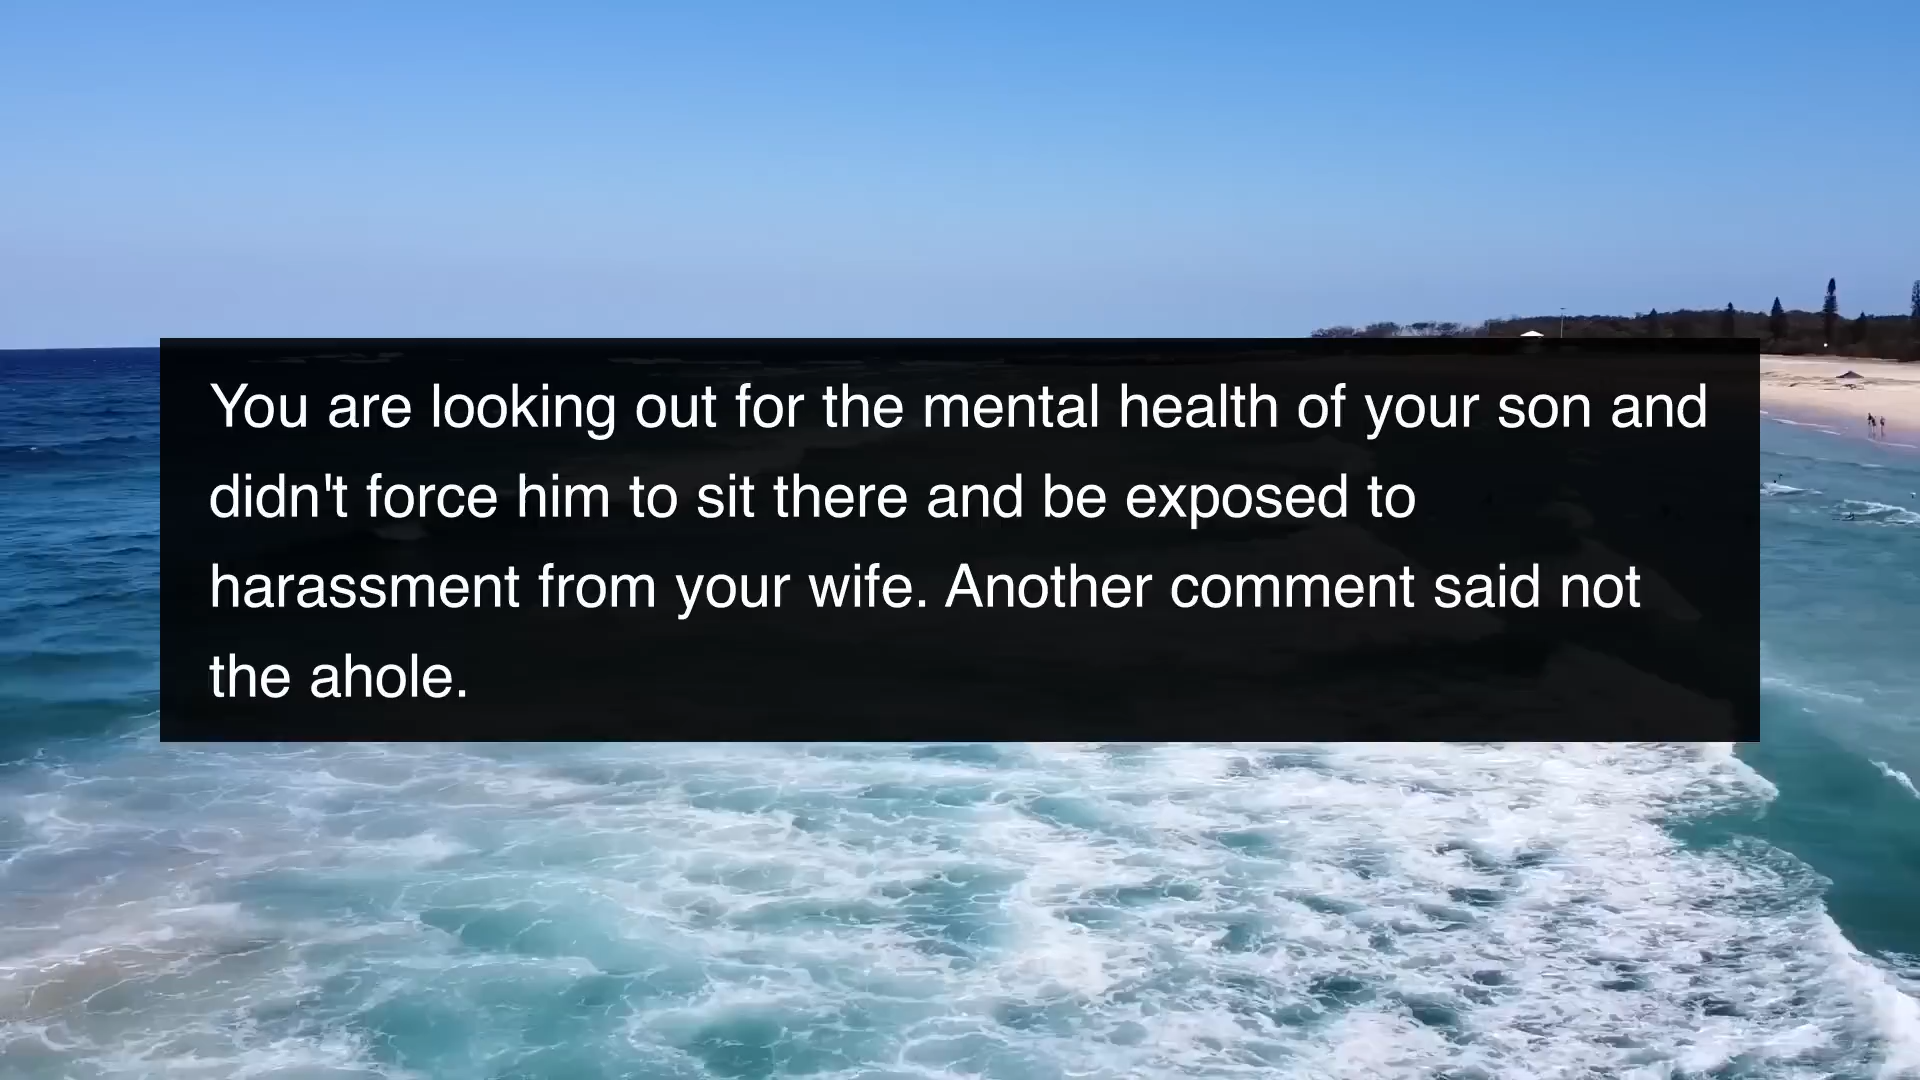 You are looking out for the mental health of your son and
didn't force him to sit there and be exposed to
harassment from your wife. Another comment said not
the ahole.